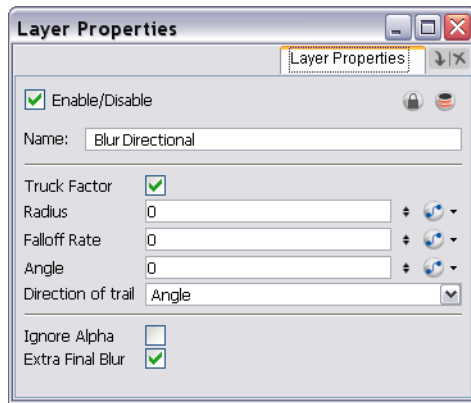 Layer Properties
Layer Properties
Enable/Disable
Name: Blur Directional
Truck Factor
Radius 0
Falloff Rate 0
Angle 0
Direction of trail Angle
Ignore Alpha
Extra Final Blur